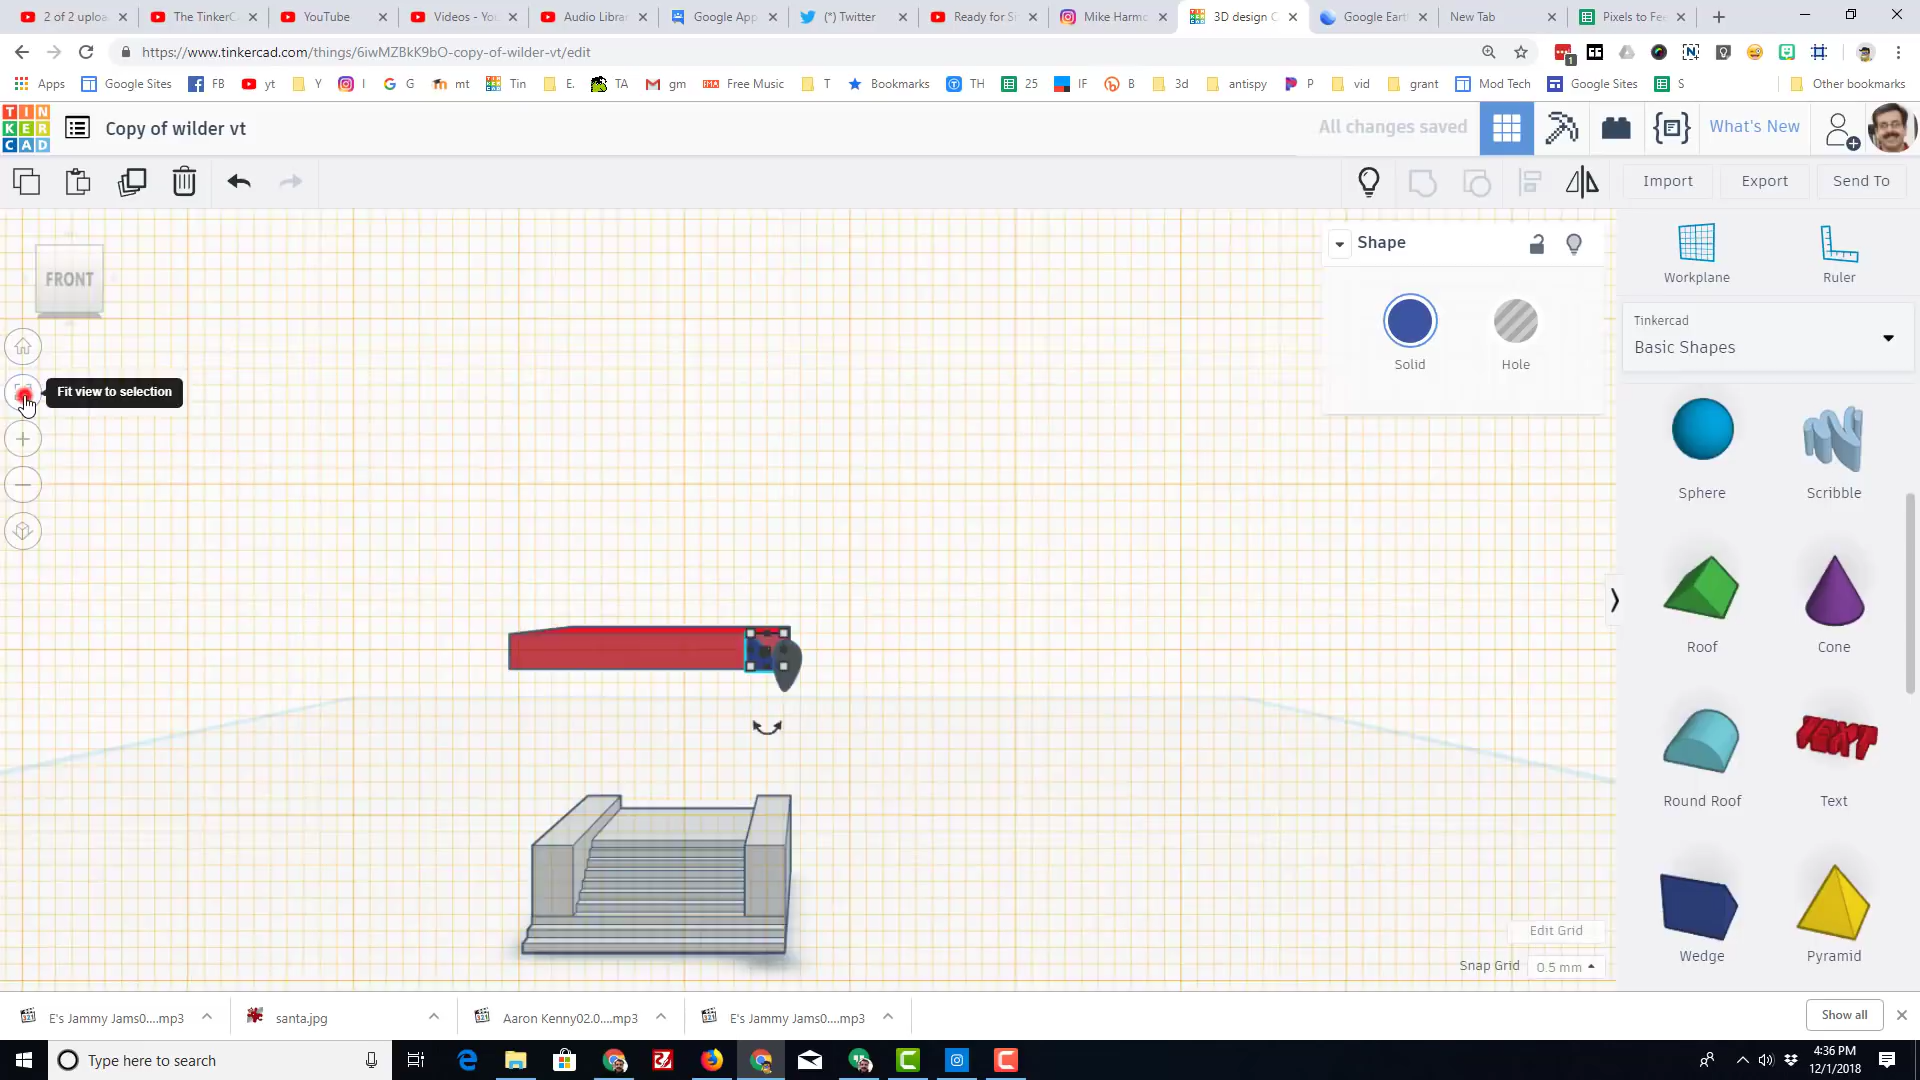 2 of 2 uploa
The TinkerC
YouTube
Videos - You
Audio Libra
Google App
(*) Twitter
Ready for S
Mike Harmo
3D design C
Google Eart
New Tab
Pixels to Fee
https://www.tinkercad.com/things/6iwMZBkK9bO-copy-of-wilder-vt/edit
1
Apps
Google Sites
FB
yt
Y
I
G
mt
Tin
E.
TA
gm
Free Music
T
Bookmarks
TH
25
IF
B
3d
antispy
P
vid
grant
Mod Tech
Google Sites
S
Other bookmarks
TIN
KER
CAD
Copy of wilder vt
All changes saved
What's New
Import
Export
Send To
FRONT
Shape
Solid
Hole
Workplane
Ruler
Tinkercad
Basic Shapes
Fit view to selection
Sphere
Scribble
Roof
Cone
TEXT
Round Roof
Text
Wedge
Pyramid
Edit Grid
Snap Grid
0.5 mm
E's Jammy Jams0....mp3
santa.jpg
Aaron Kenny02.0....mp3
E's Jammy Jams0....mp3
Show all
Type here to search
4:36 PM
12/1/2018